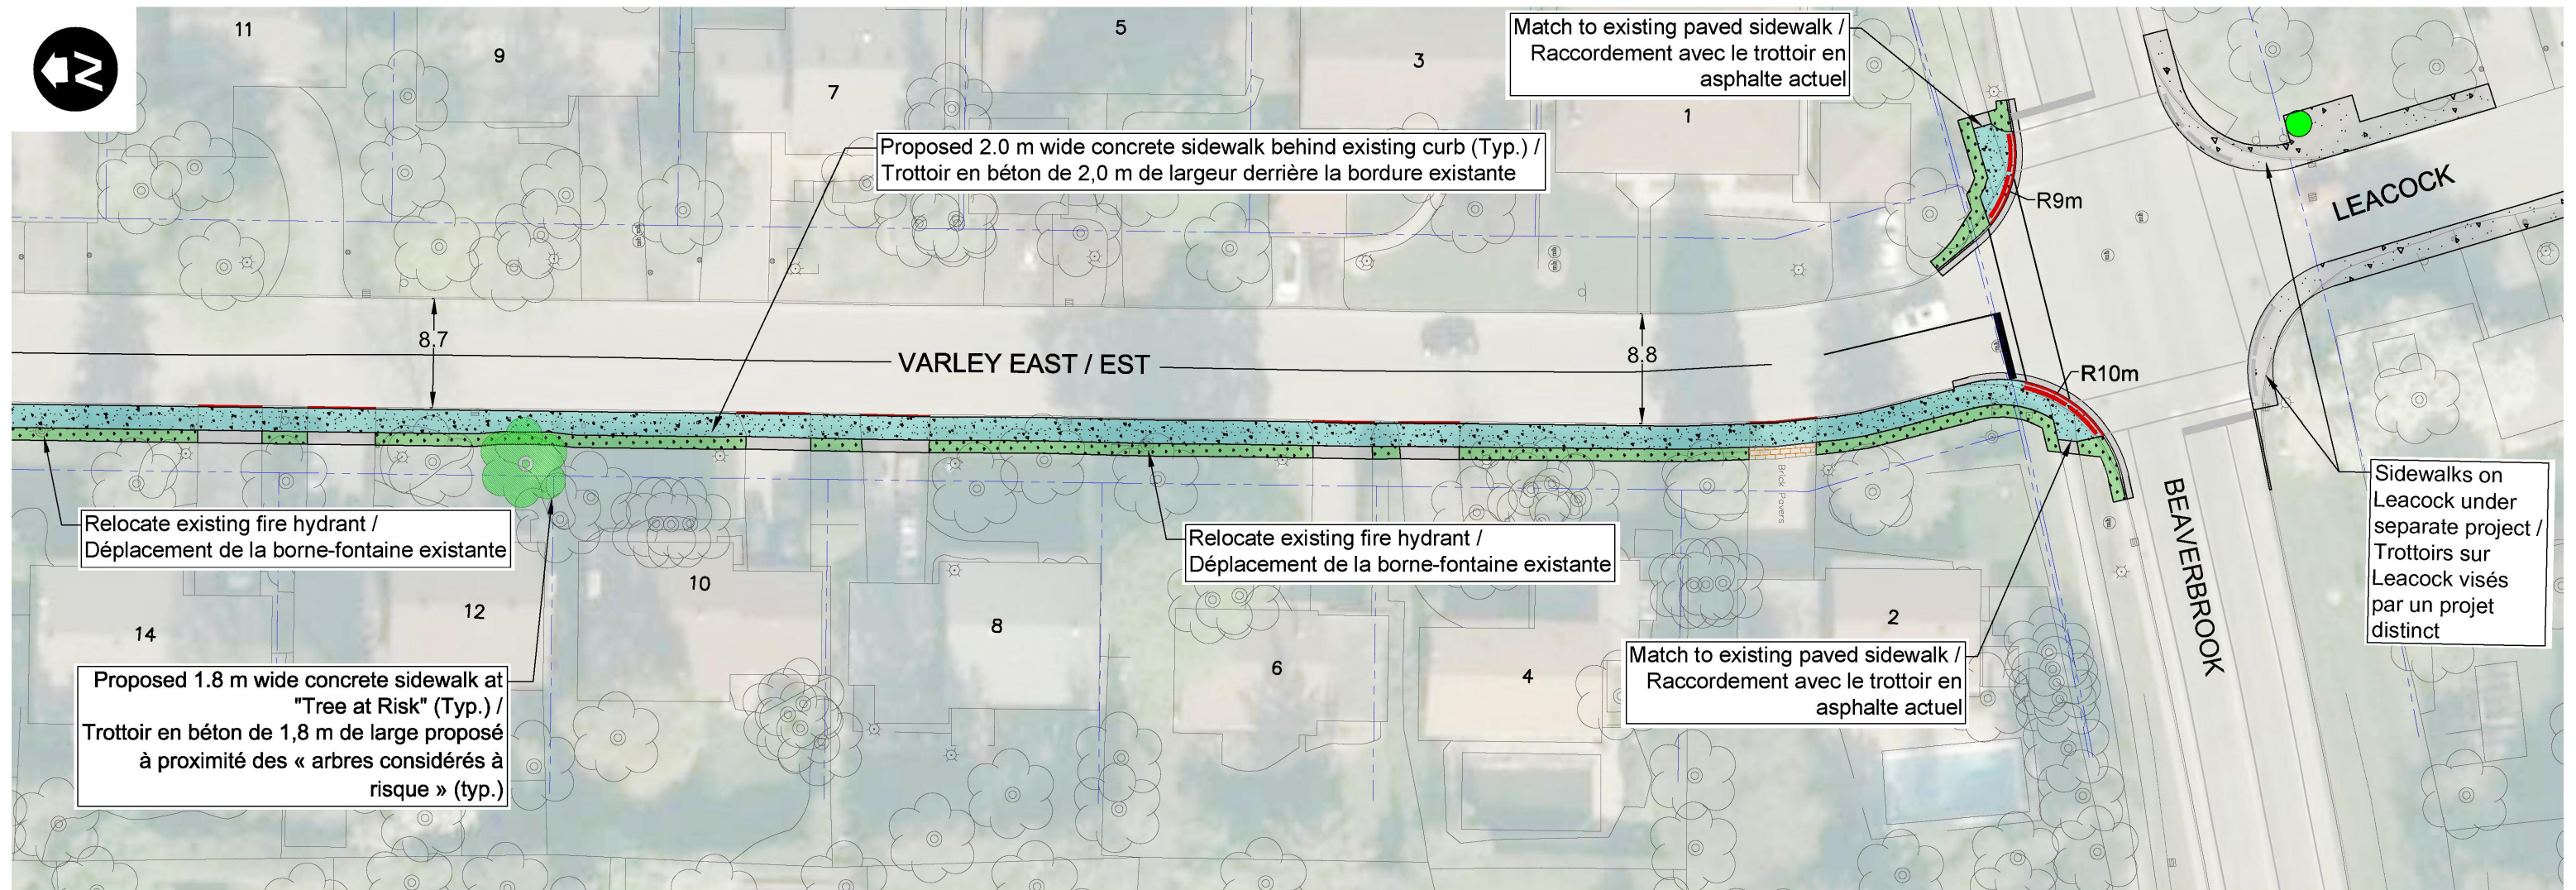 N
11
9
7
5
3
1
Match to existing paved sidewalk /
Raccordement avec le trottoir en
asphalte actuel
Proposed 2.0 m wide concrete sidewalk behind existing curb (Typ.) /
Trottoir en béton de 2,0 m de largeur derrière la bordure existante
R9m
LEACOCK
8.7
VARLEY EAST / EST
8.8
R10m
Brick Pavers
BEAVERBROOK
Sidewalks on
Leacock under
separate project /
Trottoirs sur
Leacock visés
par un projet
distinct
Relocate existing fire hydrant /
Déplacement de la borne-fontaine existante
Relocate existing fire hydrant /
Déplacement de la borne-fontaine existante
14
12
10
8
6
4
2
Proposed 1.8 m wide concrete sidewalk at
"Tree at Risk" (Typ.) /
Trottoir en béton de 1,8 m de large proposé
à proximité des « arbres considérés à
risque » (typ.)
Match to existing paved sidewalk /
Raccordement avec le trottoir en
asphalte actuel